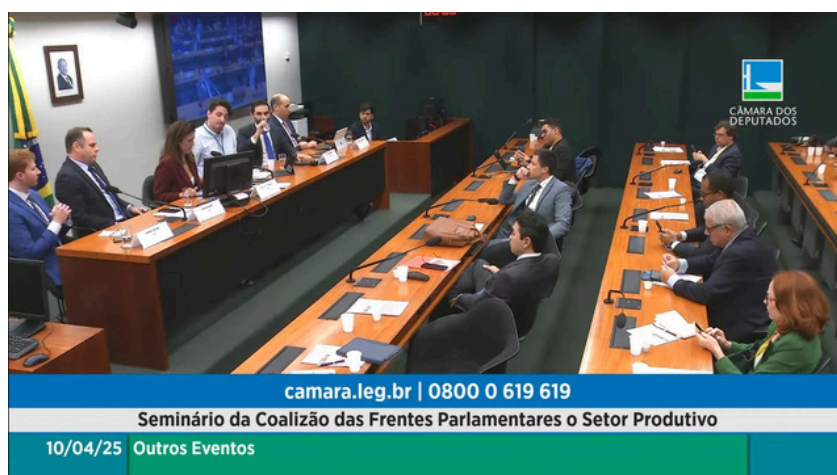 CÂMARA DOS
DEPUTADOS
camara.leg.br | 0800 0 619 619
Seminário da Coalizão das Frentes Parlamentares o Setor Produtivo
10/04/25
Outros Eventos